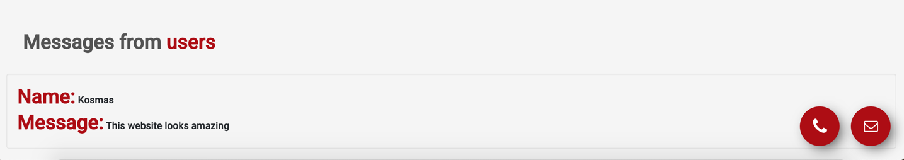 Messages from users
Name: Kosmas
Message: This website looks amazing